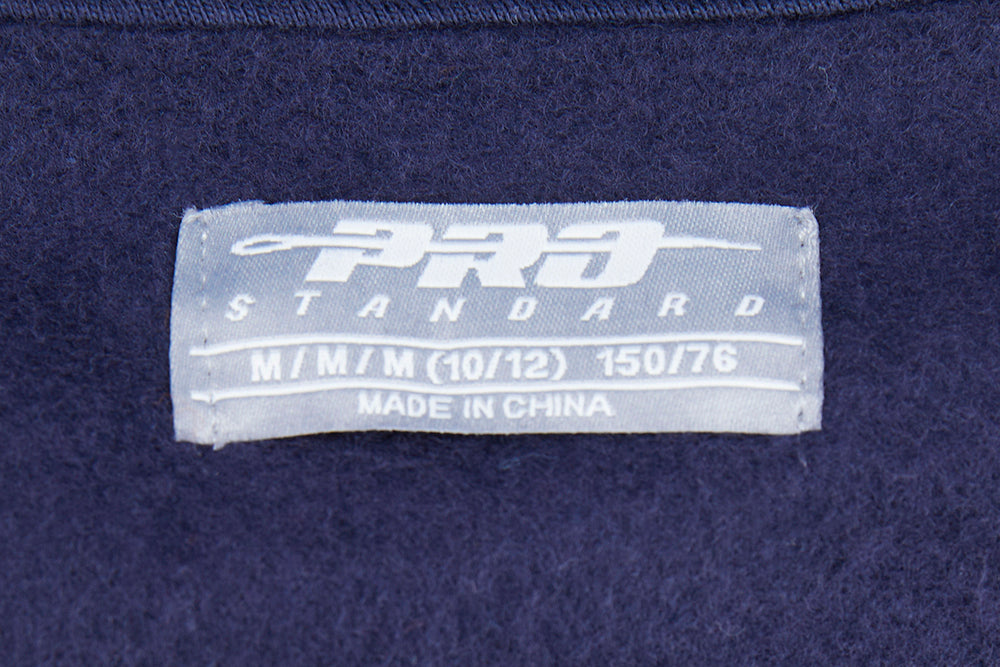 PRO
STANDARD
M/M/M (10/12) 150/76
MADE IN CHINA